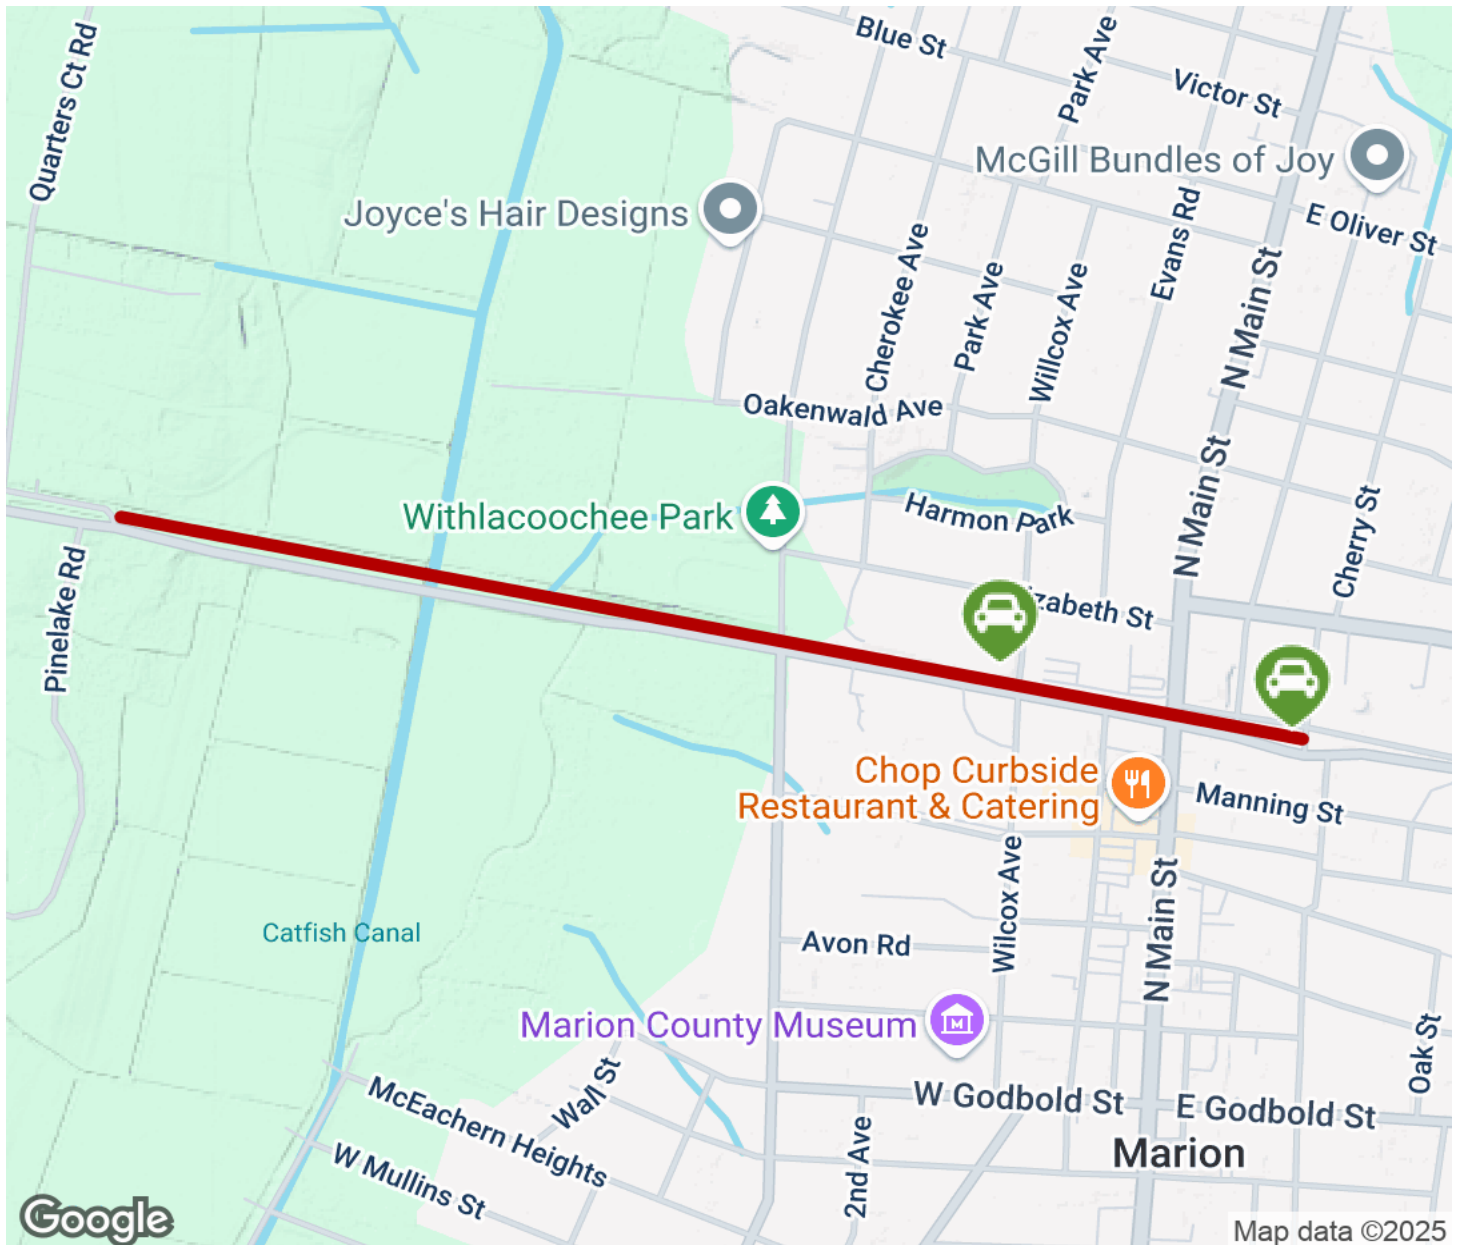 Quarters Ct Rd
Blue St
Park Ave
Victor St
McGill Bundles of Joy
Joyce's Hair Designs
E Oliver St
Evans Rd
Cherokee Ave
Park Ave
Willcox Ave
N Main St
Oakenwald Ave
N Main St
Withlacoochee Park
Harmon Park
Cherry St
Pinelake Rd
izabeth St
Chop Curbside
Restaurant & Catering
Manning St
Wilcox Ave
N Main St
Catfish Canal
Avon Rd
Marion County Museum
Oak St
Wall St
McEachern Heights
W Godbold St
E Godbold St
W Mullins St
2nd Ave
Marion
Google
Map data ©2025